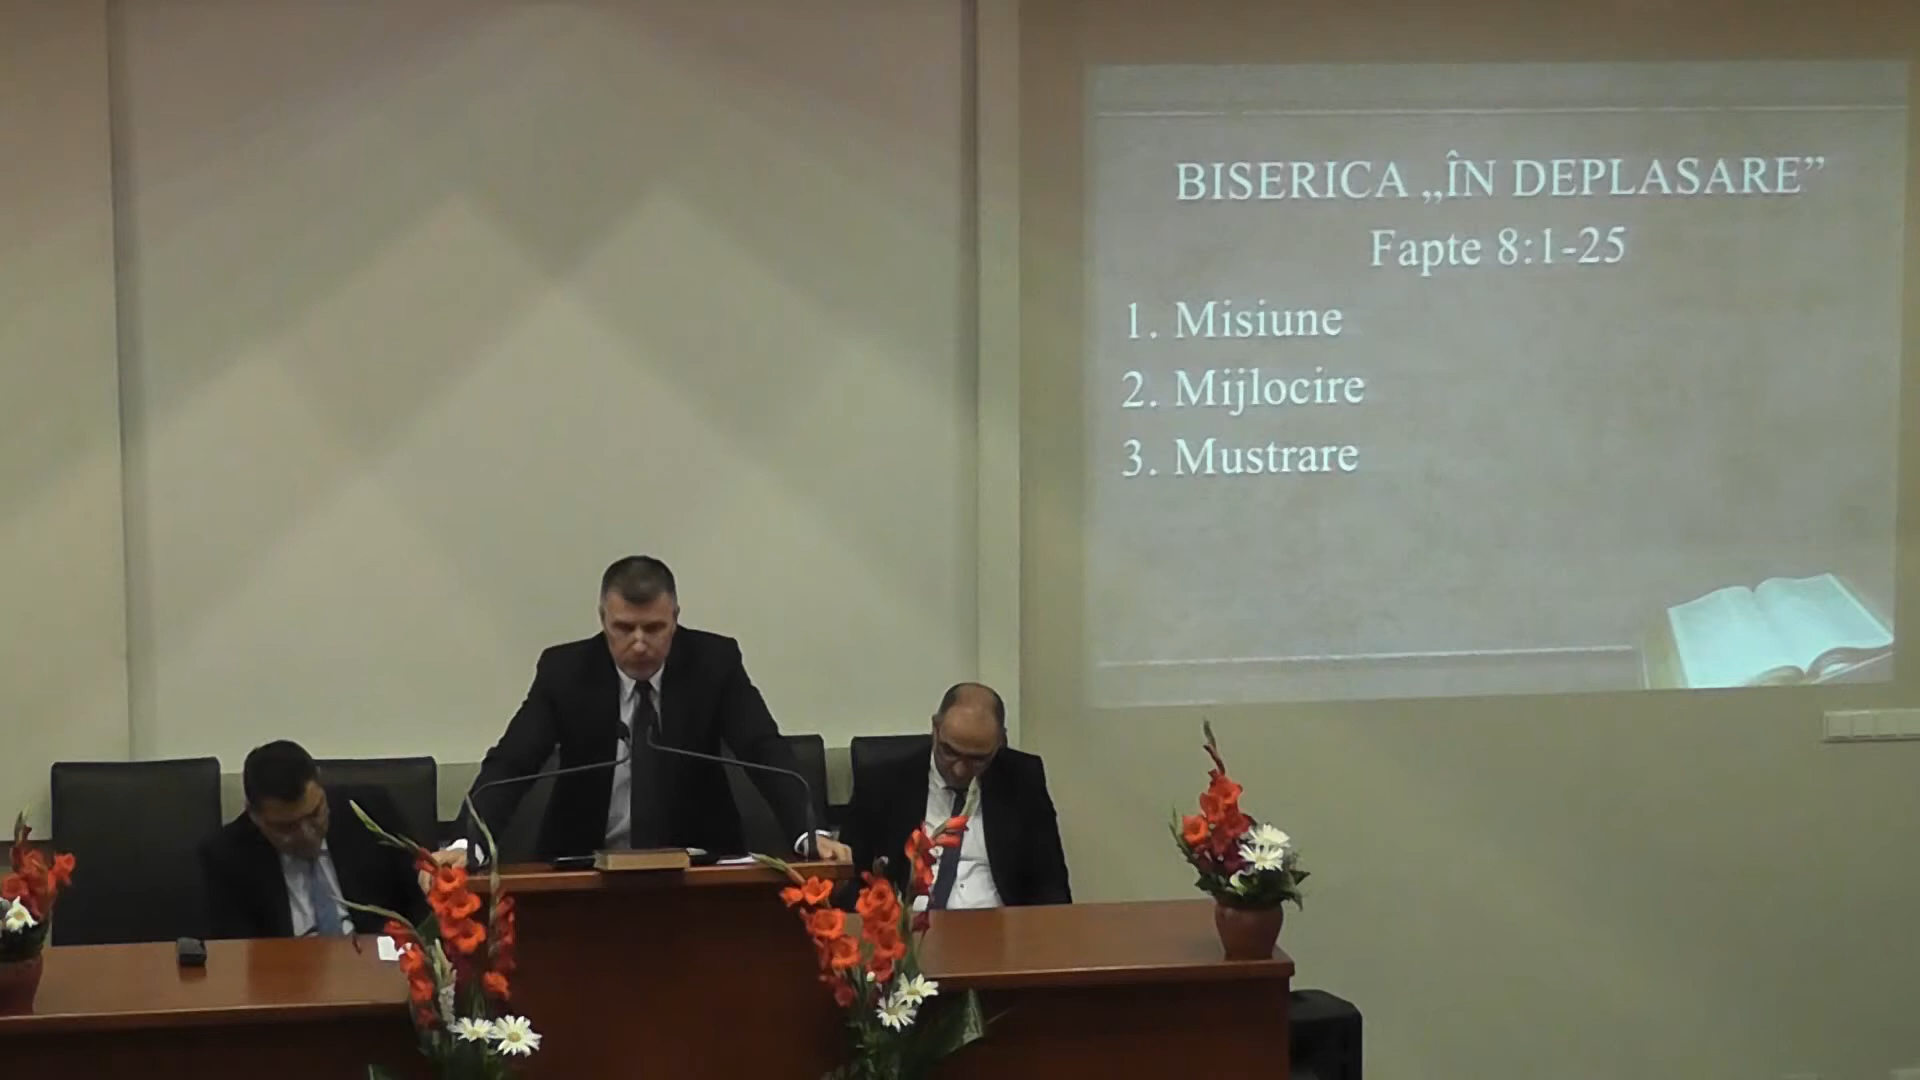 BISERICA „ÎN DEPLASARE”
Fapte 8:1-25
1. Misiune
2. Mijlocire
3. Mustrare